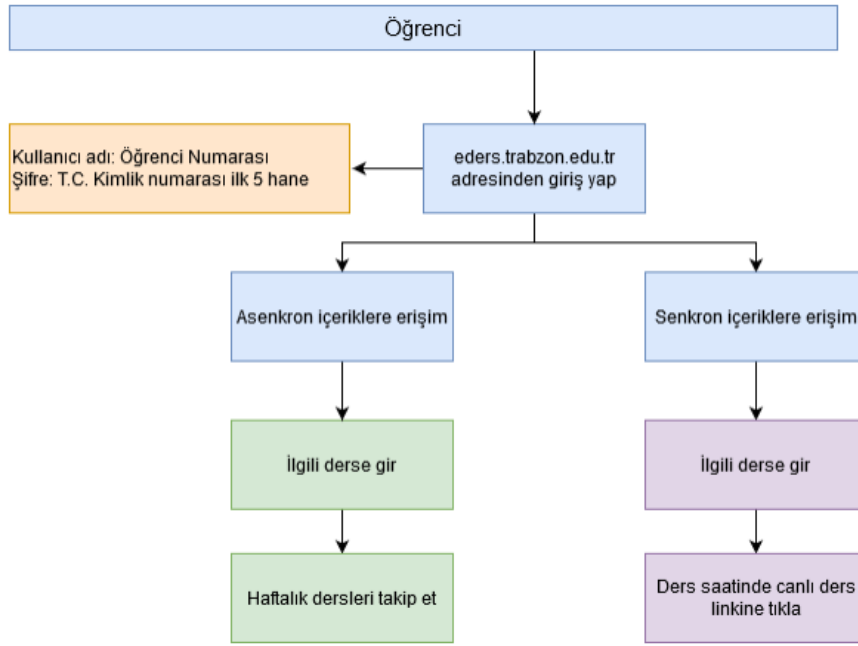 Öğrenci
Kullanıcı adı: Öğrenci Numarası
Şifre: T.C. Kimlik numarası ilk 5 hane
eders.trabzon.edu.tr
adresinden giriş yap
Asenkron içeriklere erişim
Senkron içeriklere erişim
İlgili derse gir
İlgili derse gir
Haftalık dersleri takip et
Ders saatinde canlı ders
linkine tıkla